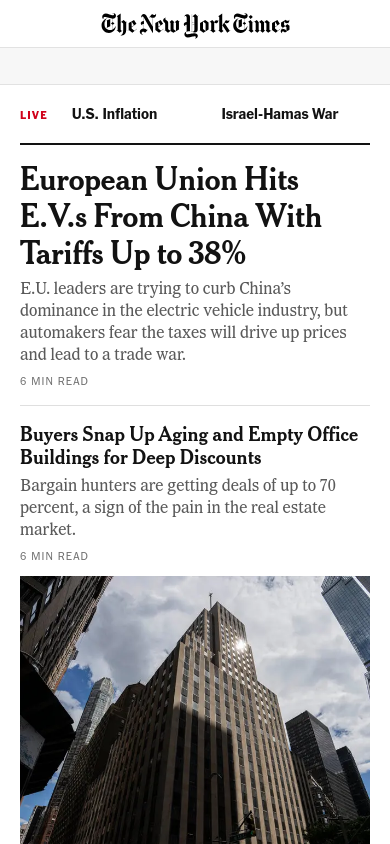 The New York Times
LIVE
U.S. Inflation
Israel-Hamas War
European Union Hits
E.V.s From China With
Tariffs Up to 38%
E.U. leaders are trying to curb China’s
dominance in the electric vehicle industry, but
automakers fear the taxes will drive up prices
and lead to a trade war.
6 MIN READ
Buyers Snap Up Aging and Empty Office
Buildings for Deep Discounts
Bargain hunters are getting deals of up to 70
percent, a sign of the pain in the real estate
market.
6 MIN READ